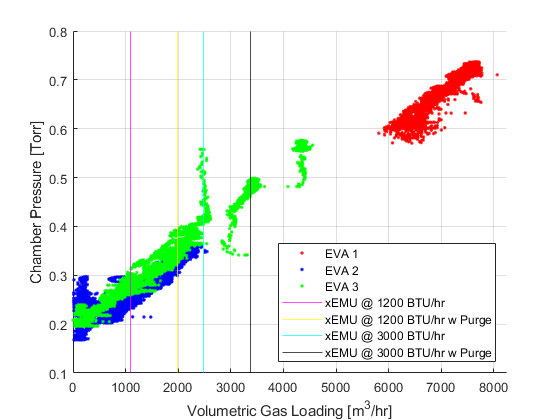 0.8
0.7
0.6
0.5
0.4
0.3
0.2
0.1
Chamber Pressure [Torr]
EVA 1
EVA 2
EVA 3
xEMU @ 1200 BTU/hr
xEMU @ 1200 BTU/hr w Purge
xEMU @ 3000 BTU/hr
xEMU @ 3000 BTU/hr w Purge
0 1000 2000 3000 4000 5000 6000 7000 8000
Volumetric Gas Loading [m³/hr]